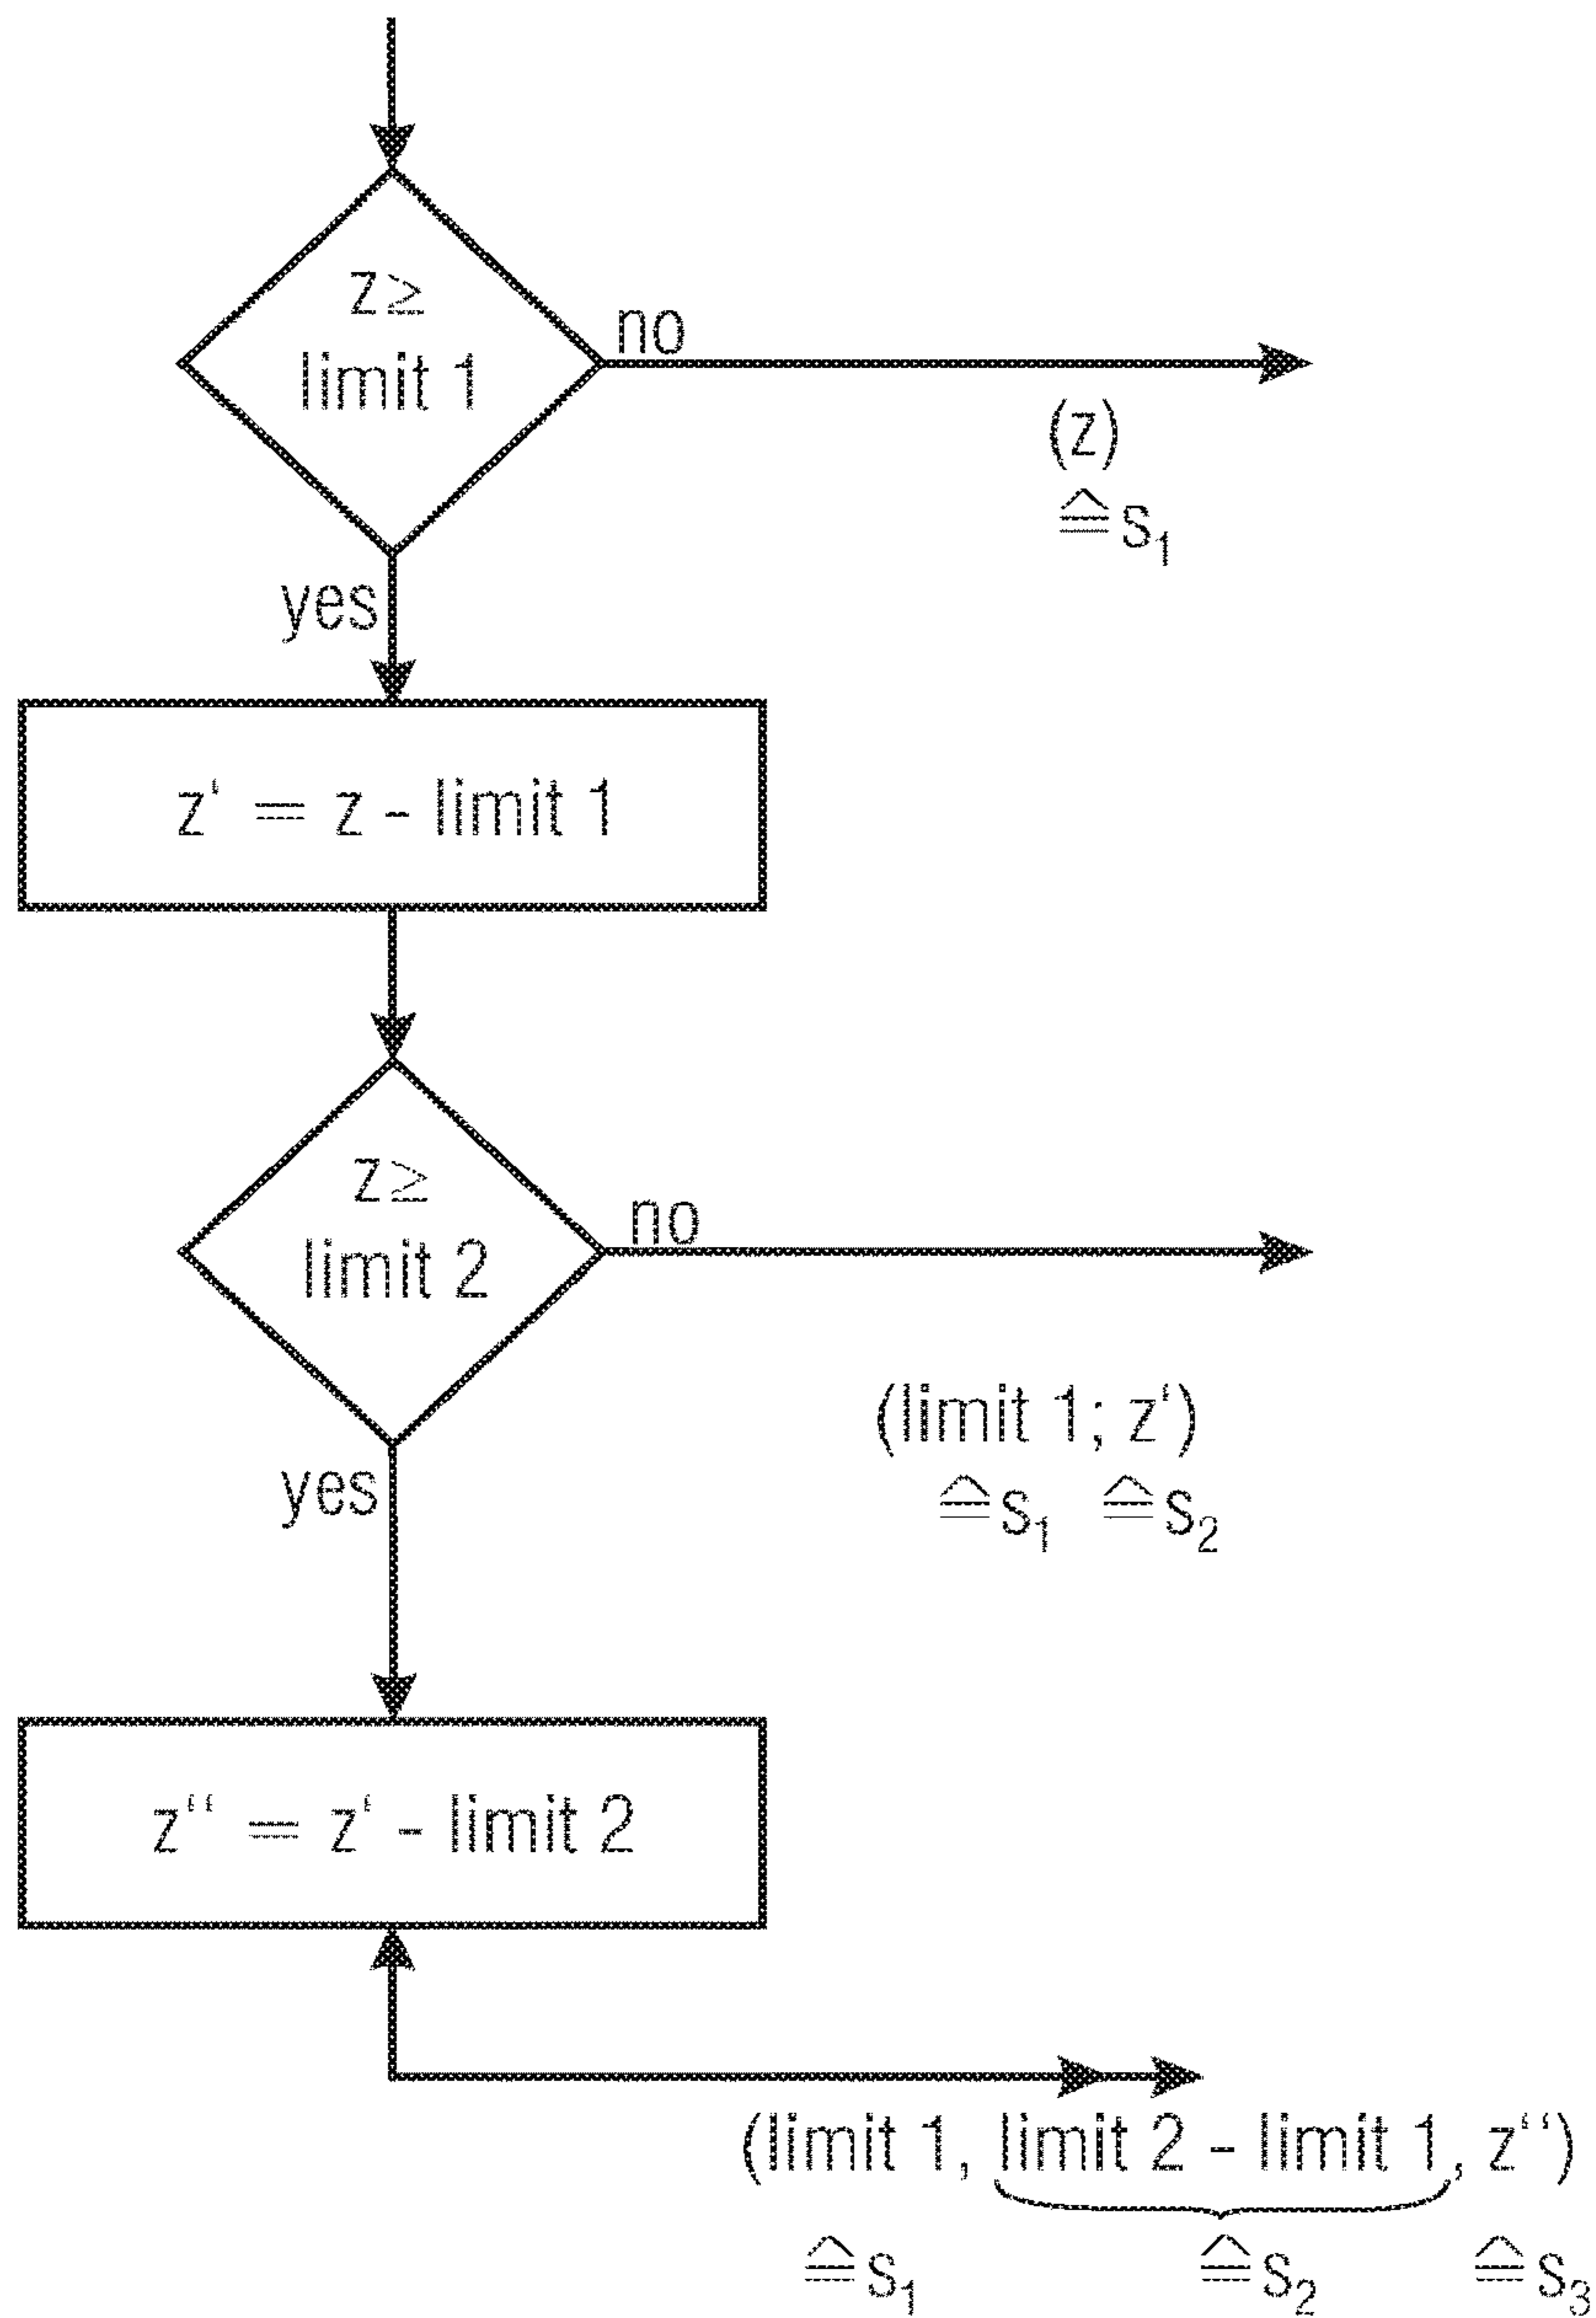 z≥
limit 1
no
(z)
≙s₁
yes
z‘ = z - limit 1
z≥
limit 2
no
(limit 1; z‘)
≙s₁ ≙s₂
yes
z‘‘ = z‘ - limit 2
(limit 1, limit 2 - limit 1, z‘‘)
≙s₁ ≙s₂ ≙s₃